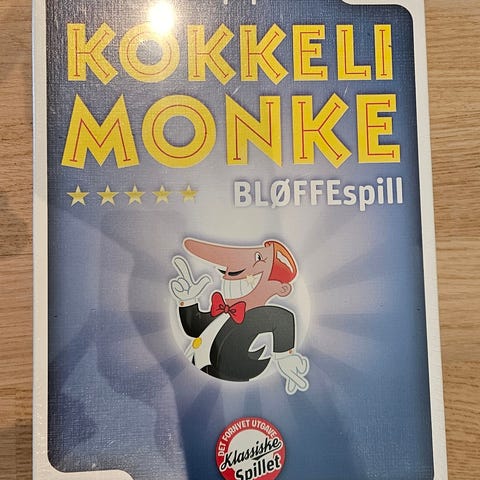 KOKKELI
MONKE
BLØFFEspill
DET FORNYET UTGAVE
Klassiske
Spillet